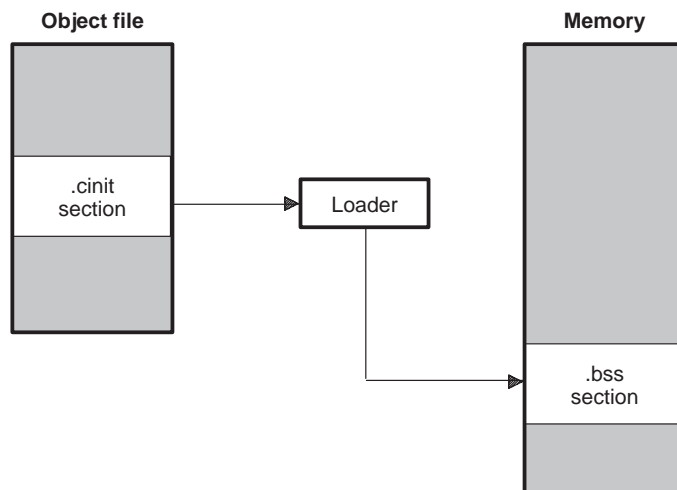 Object file
Memory
.cinit
section
Loader
.bss
section